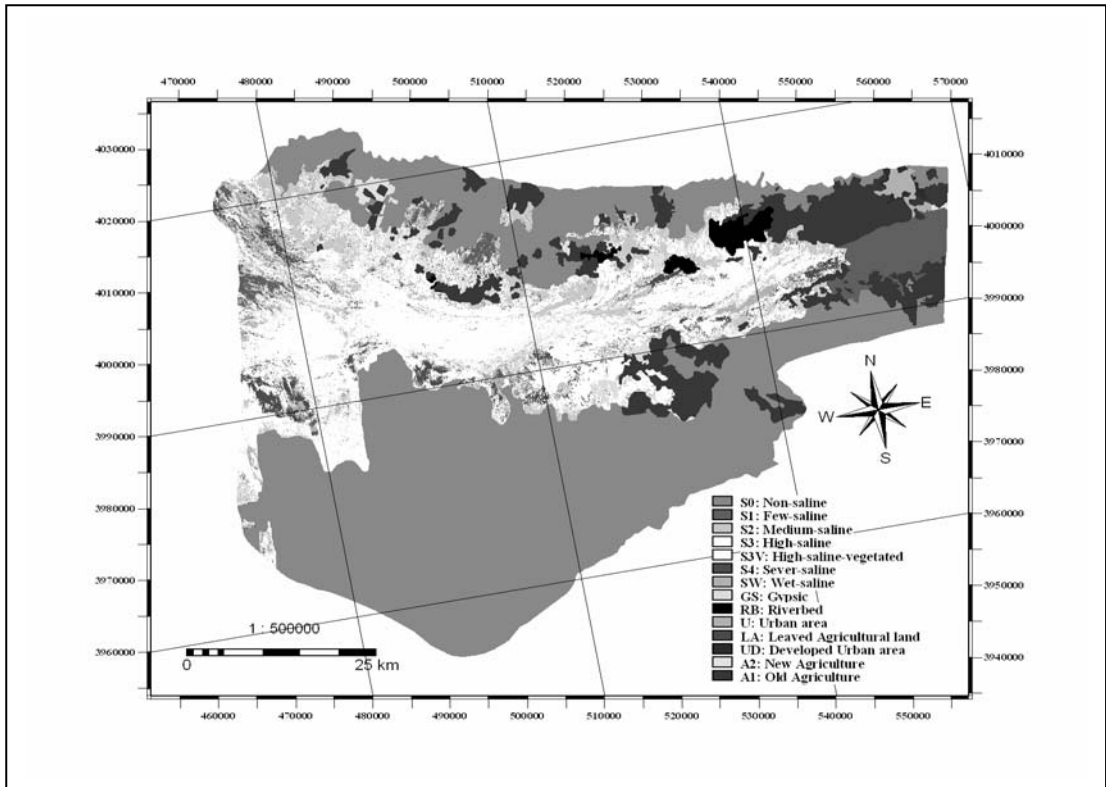 470000 480000 490000 500000 510000 520000 530000 540000 550000 560000 570000
4030000
4020000
4010000
4000000
3990000
3980000
3970000
3960000
4010000
4000000
3990000
3980000
3970000
3960000
3950000
3940000
N
W
E
S
S0: Non-saline
S1: Few-saline
S2: Medium-saline
S3: High-saline
S3V: High-saline-vegetated
S4: Sever-saline
SW: Wet-saline
GS: Gypsic
RB: Riverbed
U: Urban area
LA: Leaved Agricultural land
UD: Developed Urban area
A2: New Agriculture
A1: Old Agriculture
1 : 500000
0 25 km
460000 470000 480000 490000 500000 510000 520000 530000 540000 550000